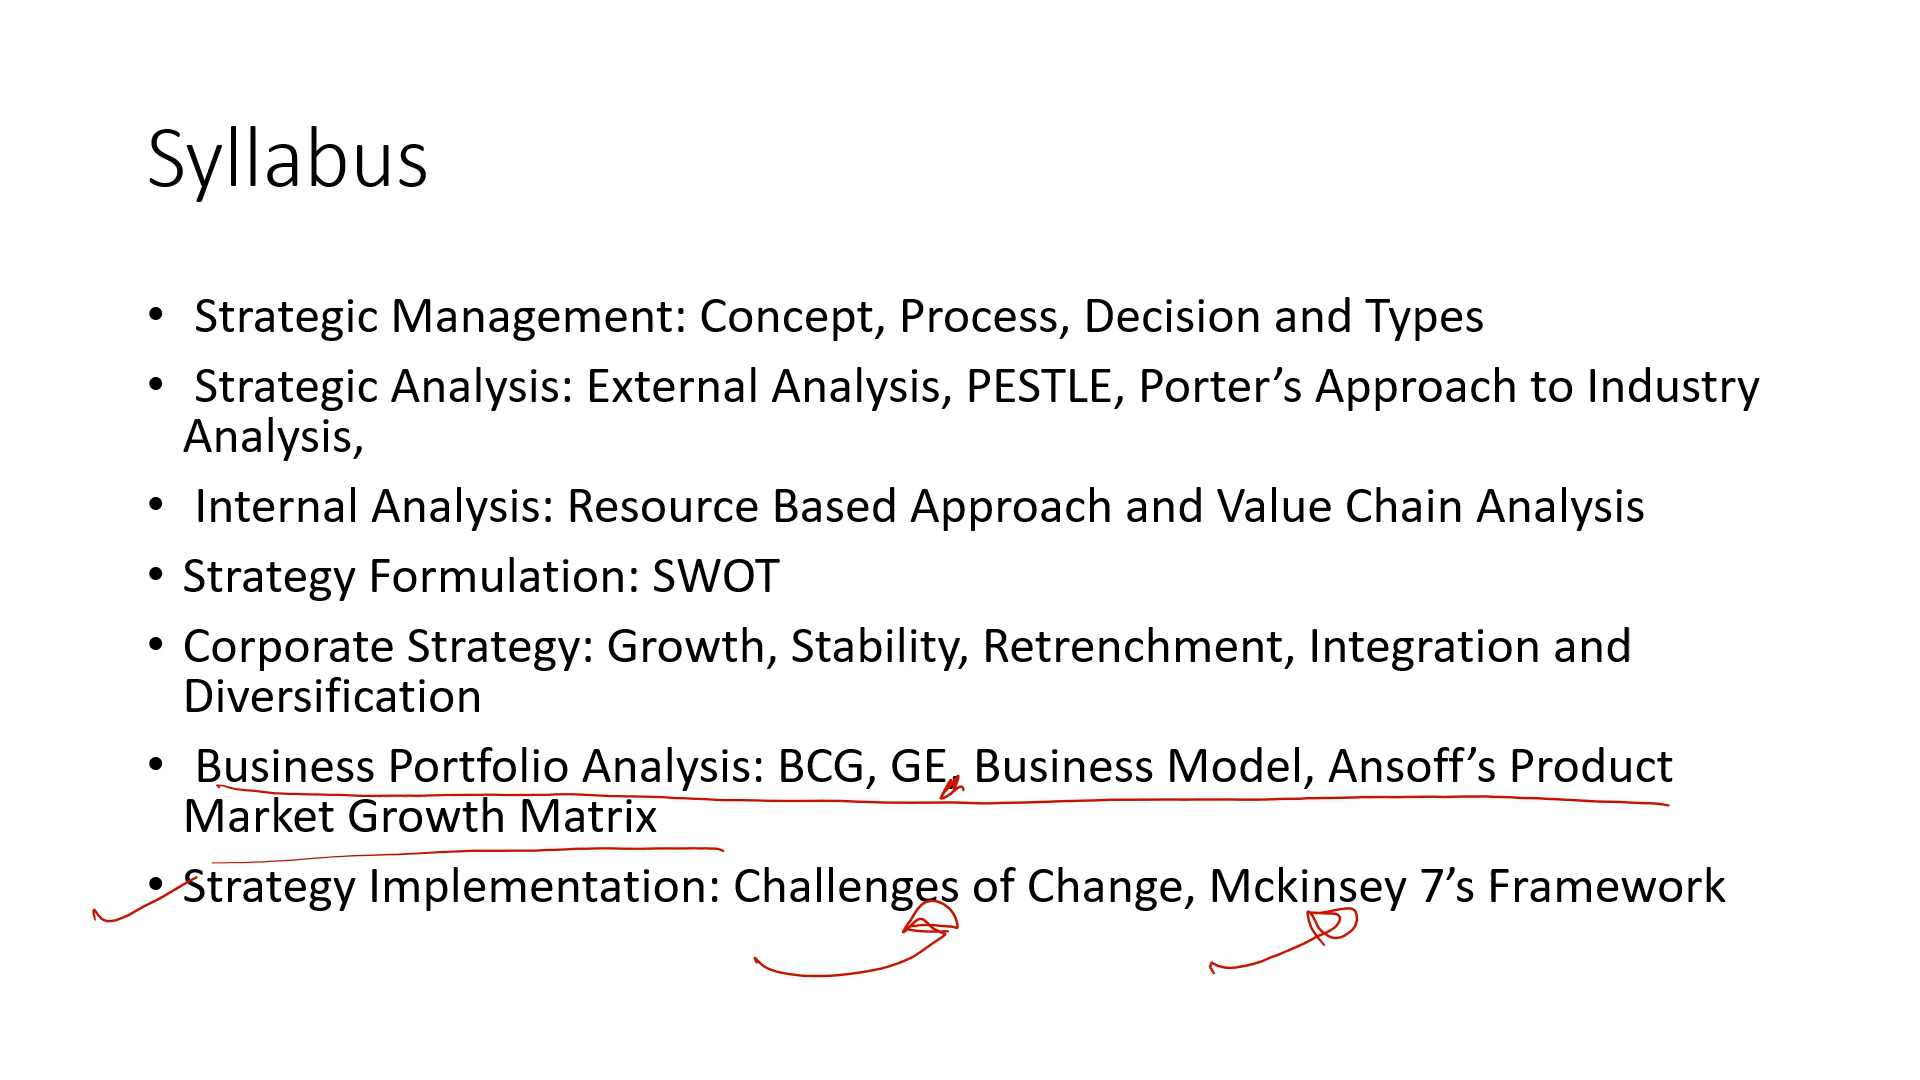 Syllabus
• Strategic Management: Concept, Process, Decision and Types
• Strategic Analysis: External Analysis, PESTLE, Porter’s Approach to Industry
Analysis,
• Internal Analysis: Resource Based Approach and Value Chain Analysis
• Strategy Formulation: SWOT
• Corporate Strategy: Growth, Stability, Retrenchment, Integration and
Diversification
• Business Portfolio Analysis: BCG, GE, Business Model, Ansoff’s Product
Market Growth Matrix
• Strategy Implementation: Challenges of Change, Mckinsey 7’s Framework